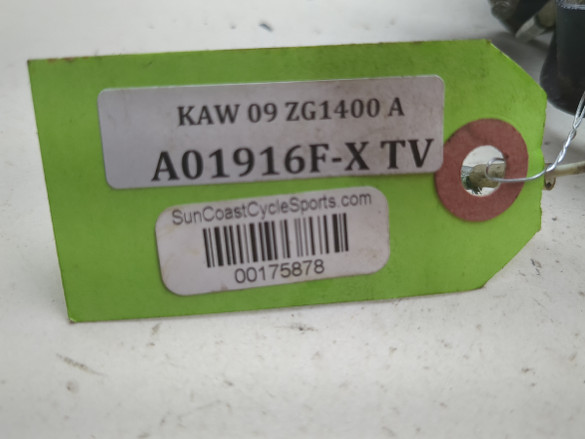 KAW 09 ZG1400 A
A01916F-X TV
SunCoastCycleSports.com
00175878